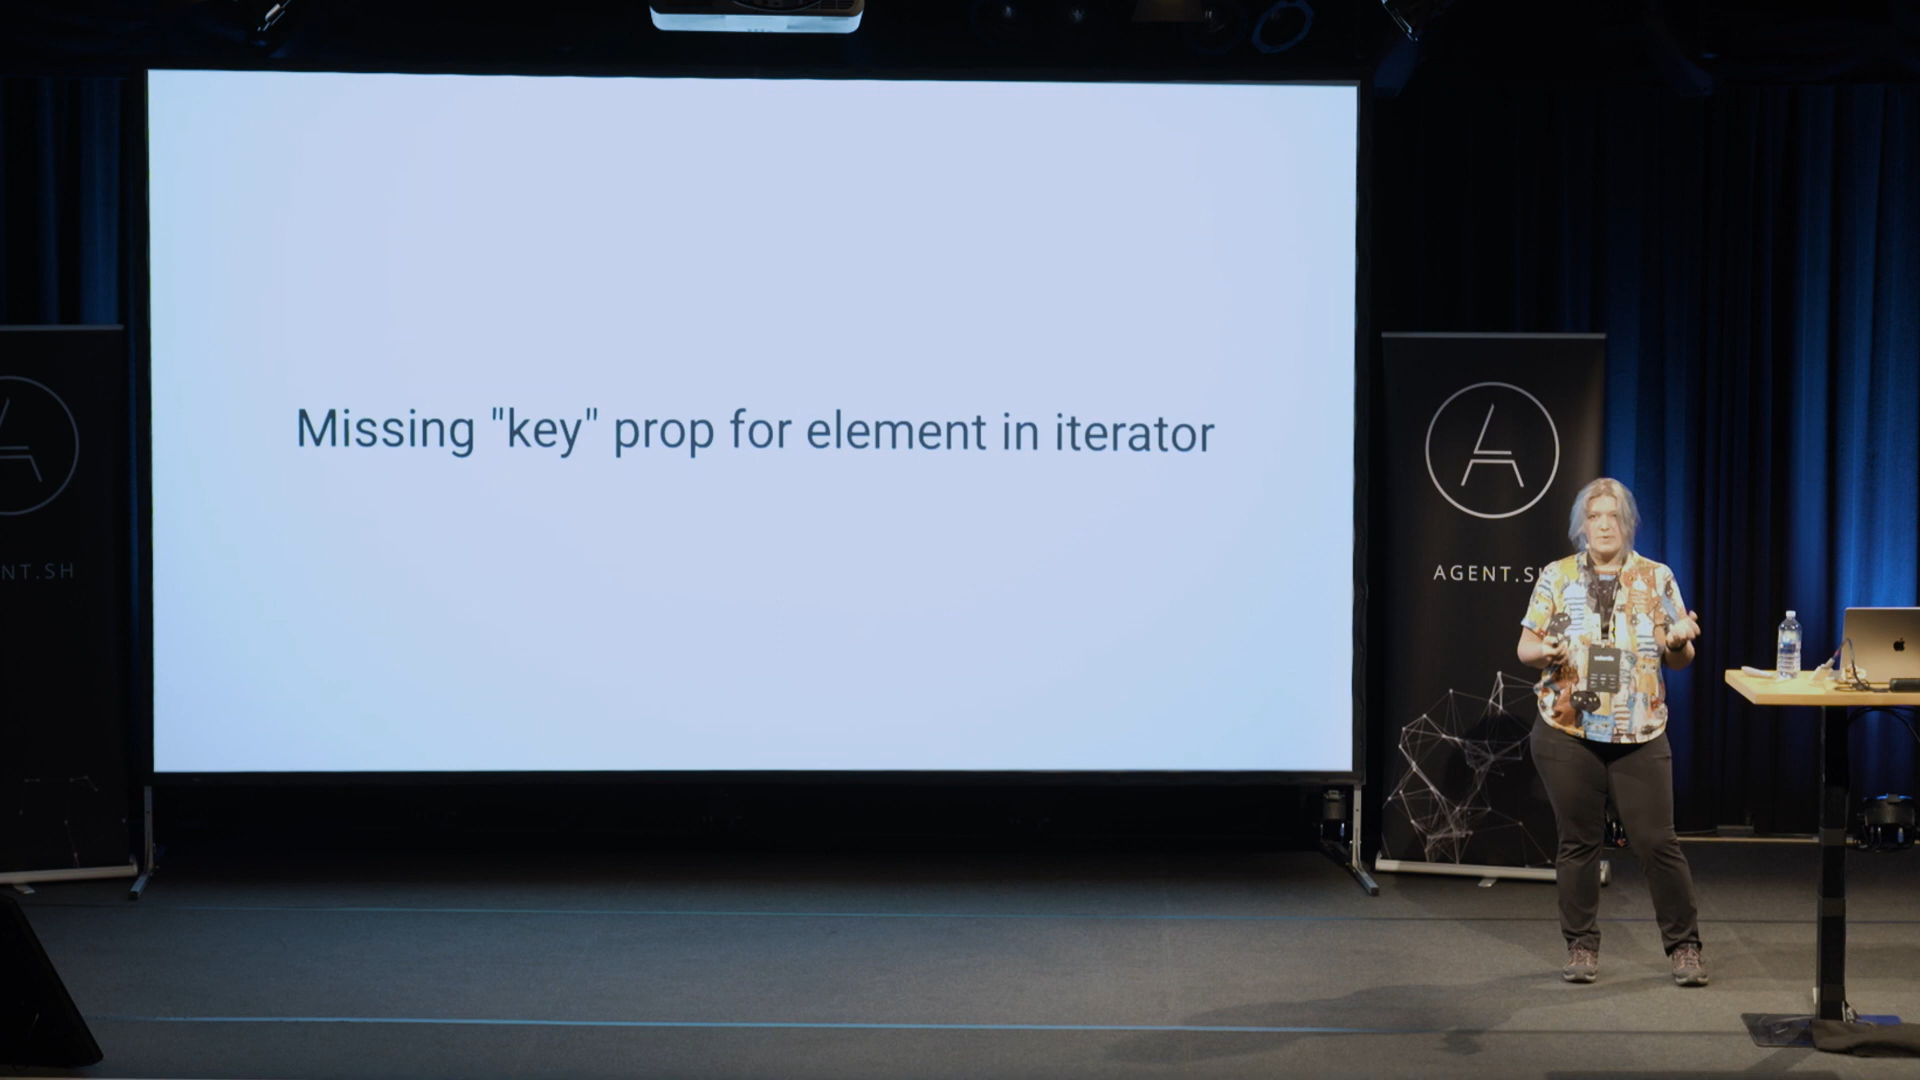 Missing "key" prop for element in iterator
NT.SH
AGENT.S